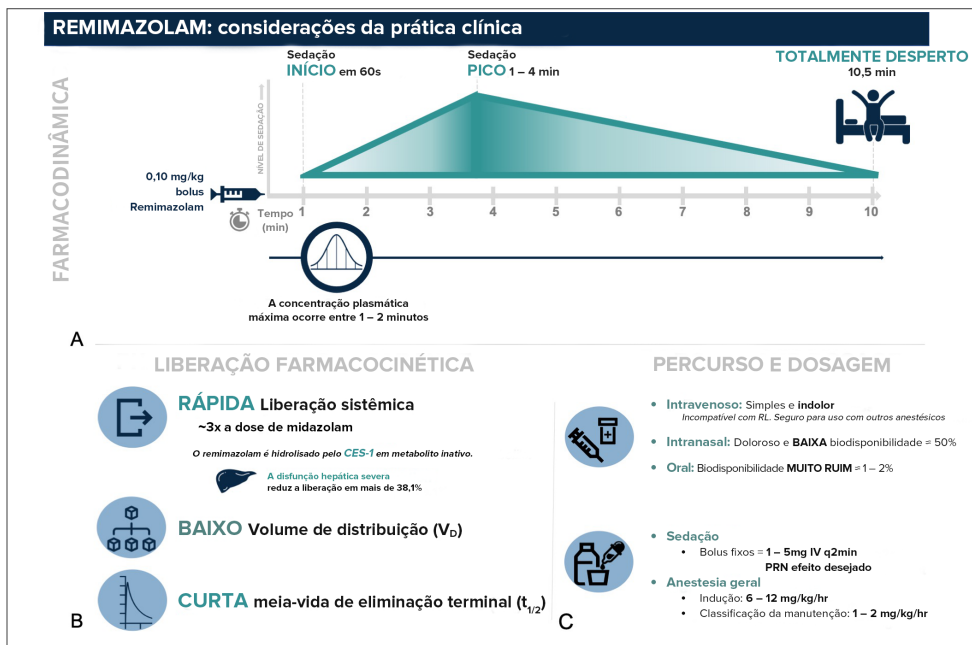 REMIMAZOLAM: considerações da prática clínica
FARMACODINÂMICA
Sedação
INÍCIO em 60s
Sedação
PICO 1 – 4 min
TOTALMENTE DESPERTO
10,5 min
NÍVEL DE SEDAÇÃO
0,10 mg/kg
bolus
Remimazolam
Tempo
(min)
1 2 3 4 5 6 7 8 9 10
A concentração plasmática
máxima ocorre entre 1 – 2 minutos
A
LIBERAÇÃO FARMACOCINÉTICA
RÁPIDA Liberação sistêmica
~3x a dose de midazolam
O remimazolam é hidrolisado pelo CES-1 em metabolito inativo.
A disfunção hepática severa
reduz a liberação em mais de 38,1%
BAIXO Volume de distribuição (VD)
CURTA meia-vida de eliminação terminal (t1/2)
B
PERCURSO E DOSAGEM
• Intravenoso: Simples e indolor
Incompatível com RL. Seguro para uso com outros anestésicos
• Intranasal: Doloroso e BAIXA biodisponibilidade = 50%
• Oral: Biodisponibilidade MUITO RUIM = 1 – 2%
• Sedação
• Bolus fixos = 1 – 5mg IV q2min
PRN efeito desejado
• Anestesia geral
• Indução: 6 – 12 mg/kg/hr
• Classificação da manutenção: 1 – 2 mg/kg/hr
C